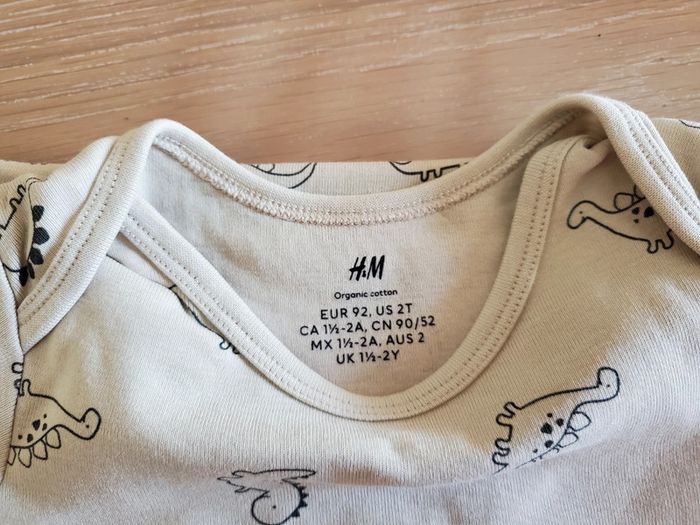 H&M
Organic cotton
EUR 92, US 2T
CA 1½-2A, CN 90/52
MX 1½-2A, AUS 2
UK 1½-2Y